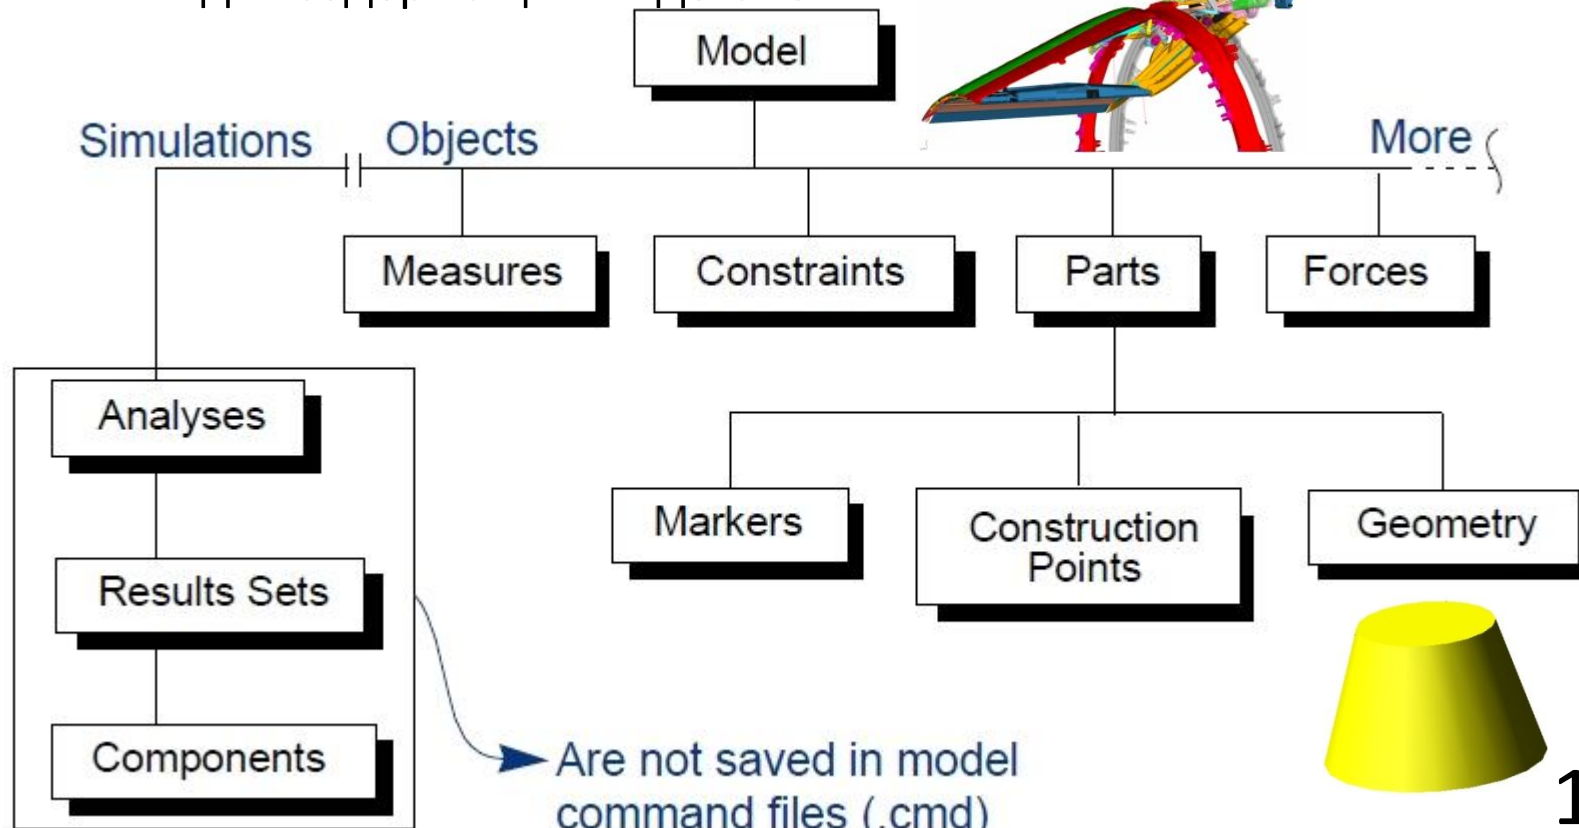 Model
Simulations
Objects
More
Measures
Constraints
Parts
Forces
Analyses
Markers
Construction
Points
Geometry
Results Sets
Components
Are not saved in model
command files (.cmd)
1